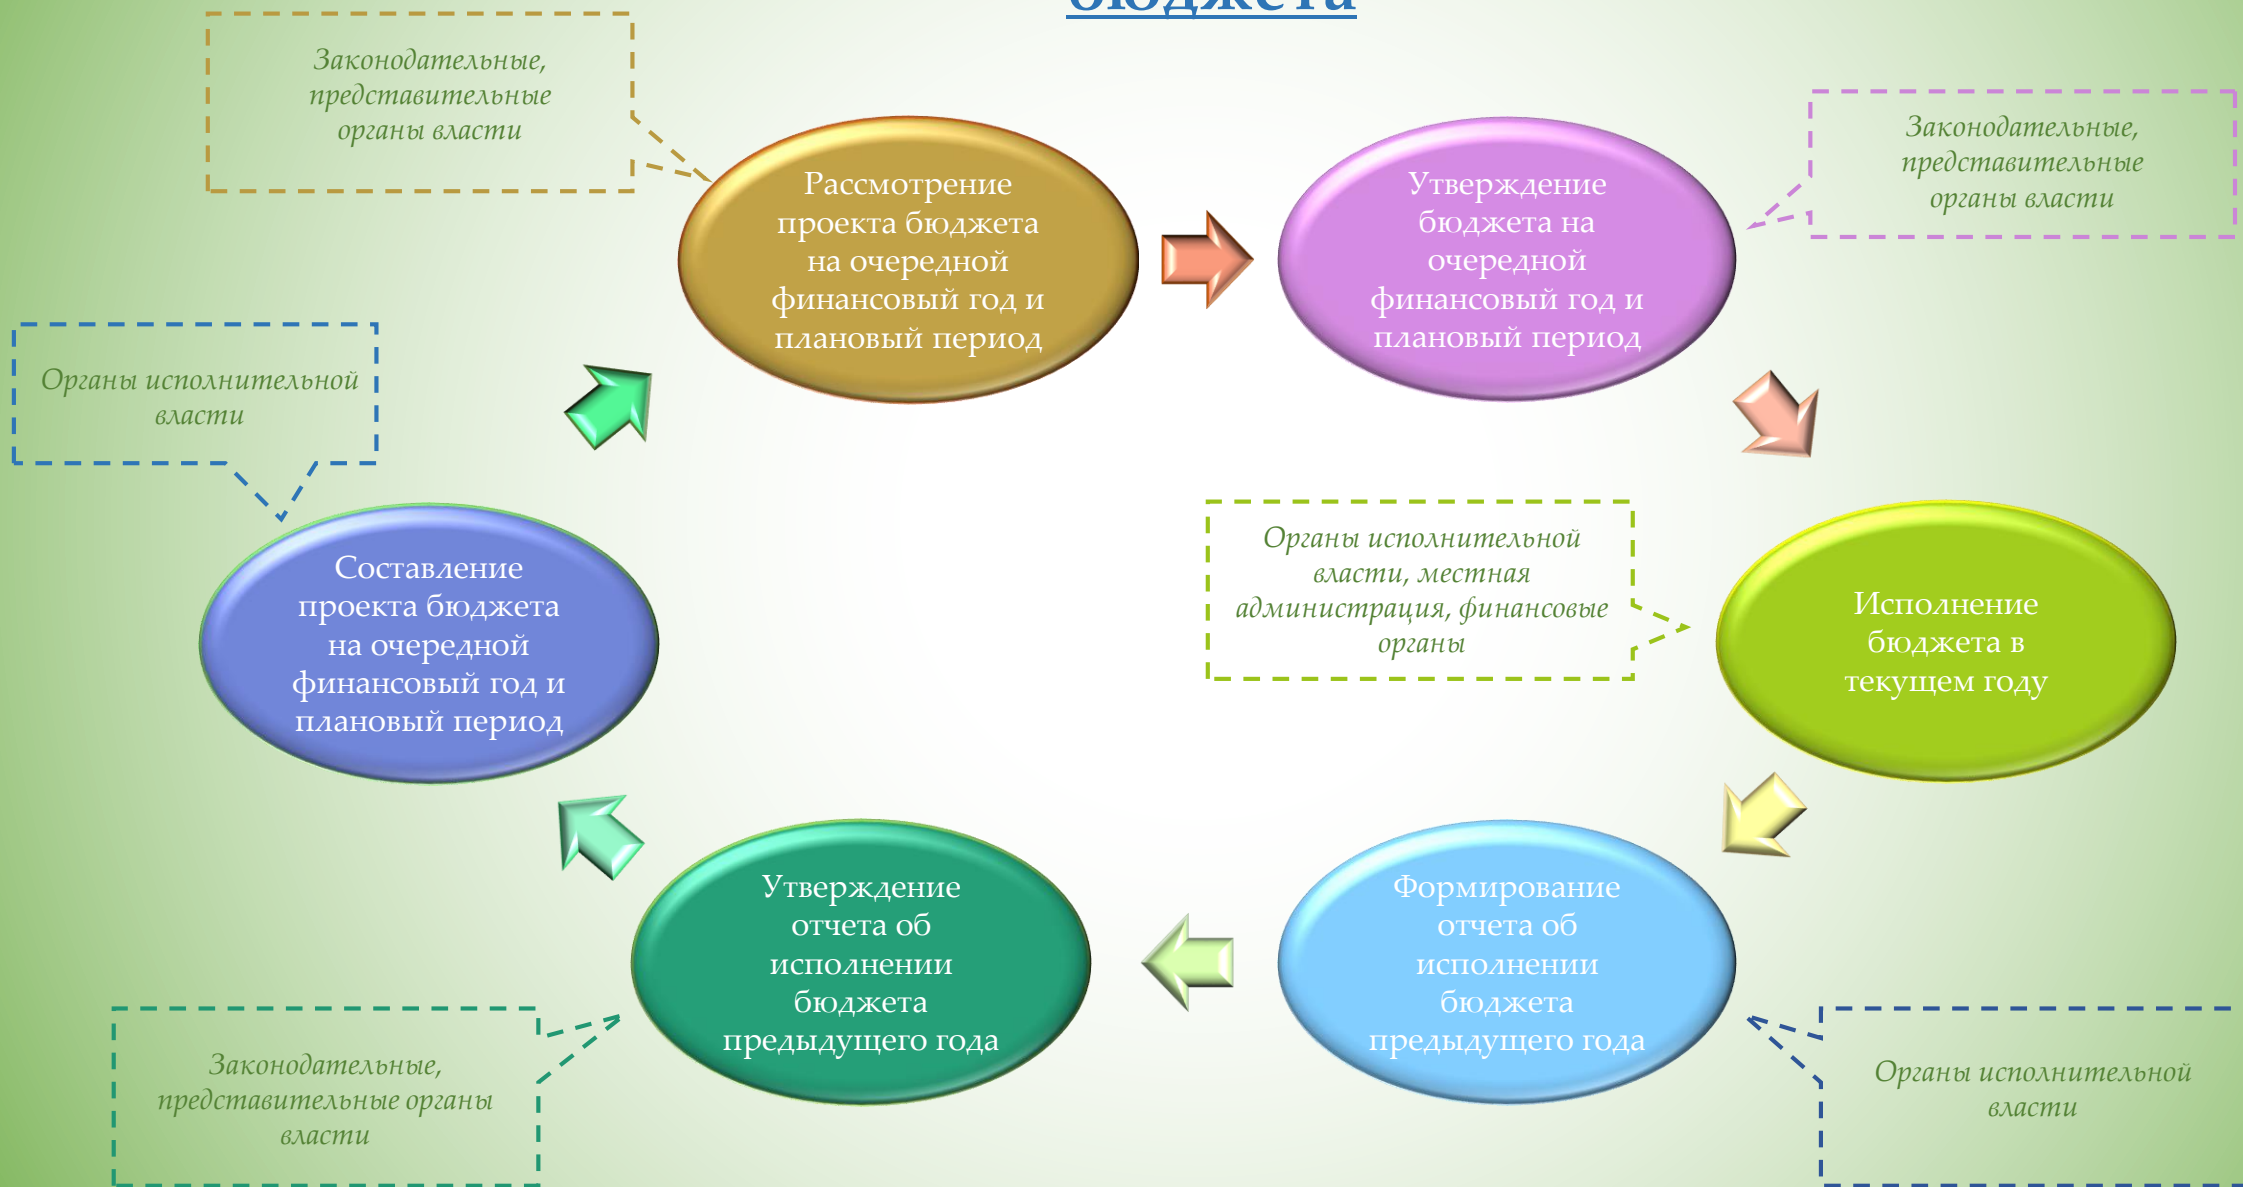 бюджета
Законодательные,
представительные
органы власти
Рассмотрение
проекта бюджета
на очередной
финансовый год и
плановый период
Утверждение
бюджета на
очередной
финансовый год и
плановый период
Законодательные,
представительные
органы власти
Органы исполнительной
власти
Составление
проекта бюджета
на очередной
финансовый год и
плановый период
Органы исполнительной
власти, местная
администрация, финансовые
органы
Исполнение
бюджета в
текущем году
Утверждение
отчета об
исполнении
бюджета
предыдущего года
Формирование
отчета об
исполнении
бюджета
предыдущего года
Законодательные,
представительные органы
власти
Органы исполнительной
власти